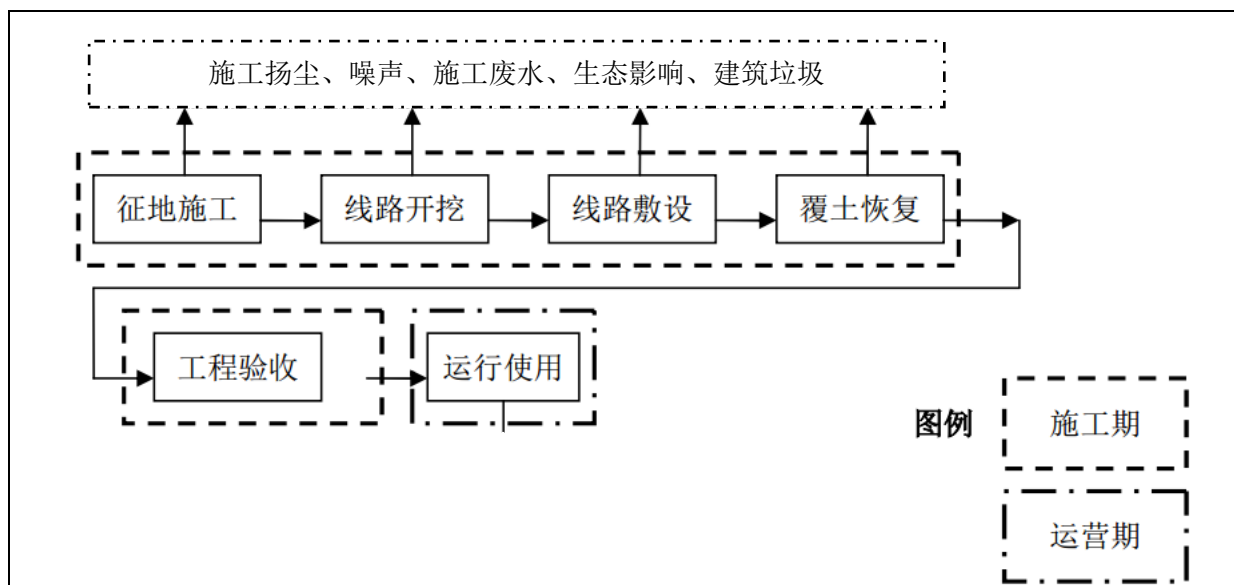 施工扬尘、噪声、施工废水、生态影响、建筑垃圾
征地施工
线路开挖
线路敷设
覆土恢复
工程验收
运行使用
图例
施工期
运营期